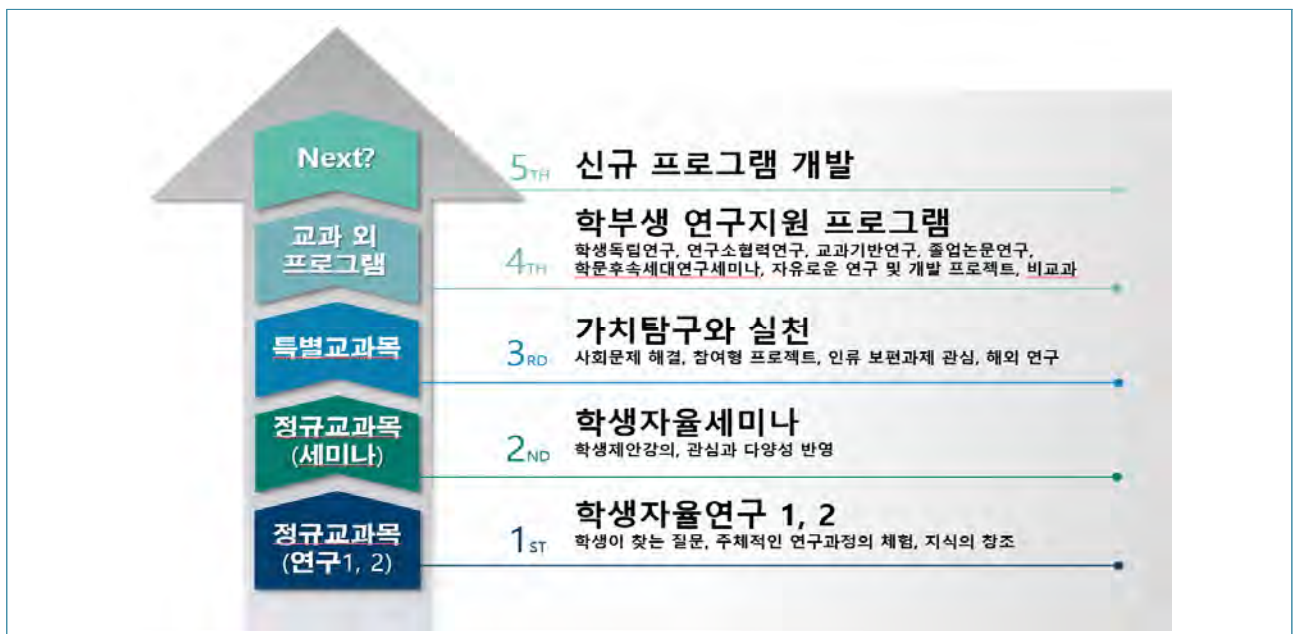 Next?
5TH 신규 프로그램 개발
교과 외
프로그램
4TH 학부생 연구지원 프로그램
학생독립연구, 연구소협력연구, 교과기반연구, 졸업논문연구,
학문후속세대연구세미나, 자유로운 연구 및 개발 프로젝트, 비교과
특별교과목
3RD 가치탐구와 실천
사회문제 해결, 참여형 프로젝트, 인류 보편과제 관심, 해외 연구
정규교과목
(세미나)
2ND 학생자율세미나
학생제안강의, 관심과 다양성 반영
정규교과목
(연구1, 2)
1ST 학생자율연구 1, 2
학생이 찾는 질문, 주체적인 연구과정의 체험, 지식의 창조